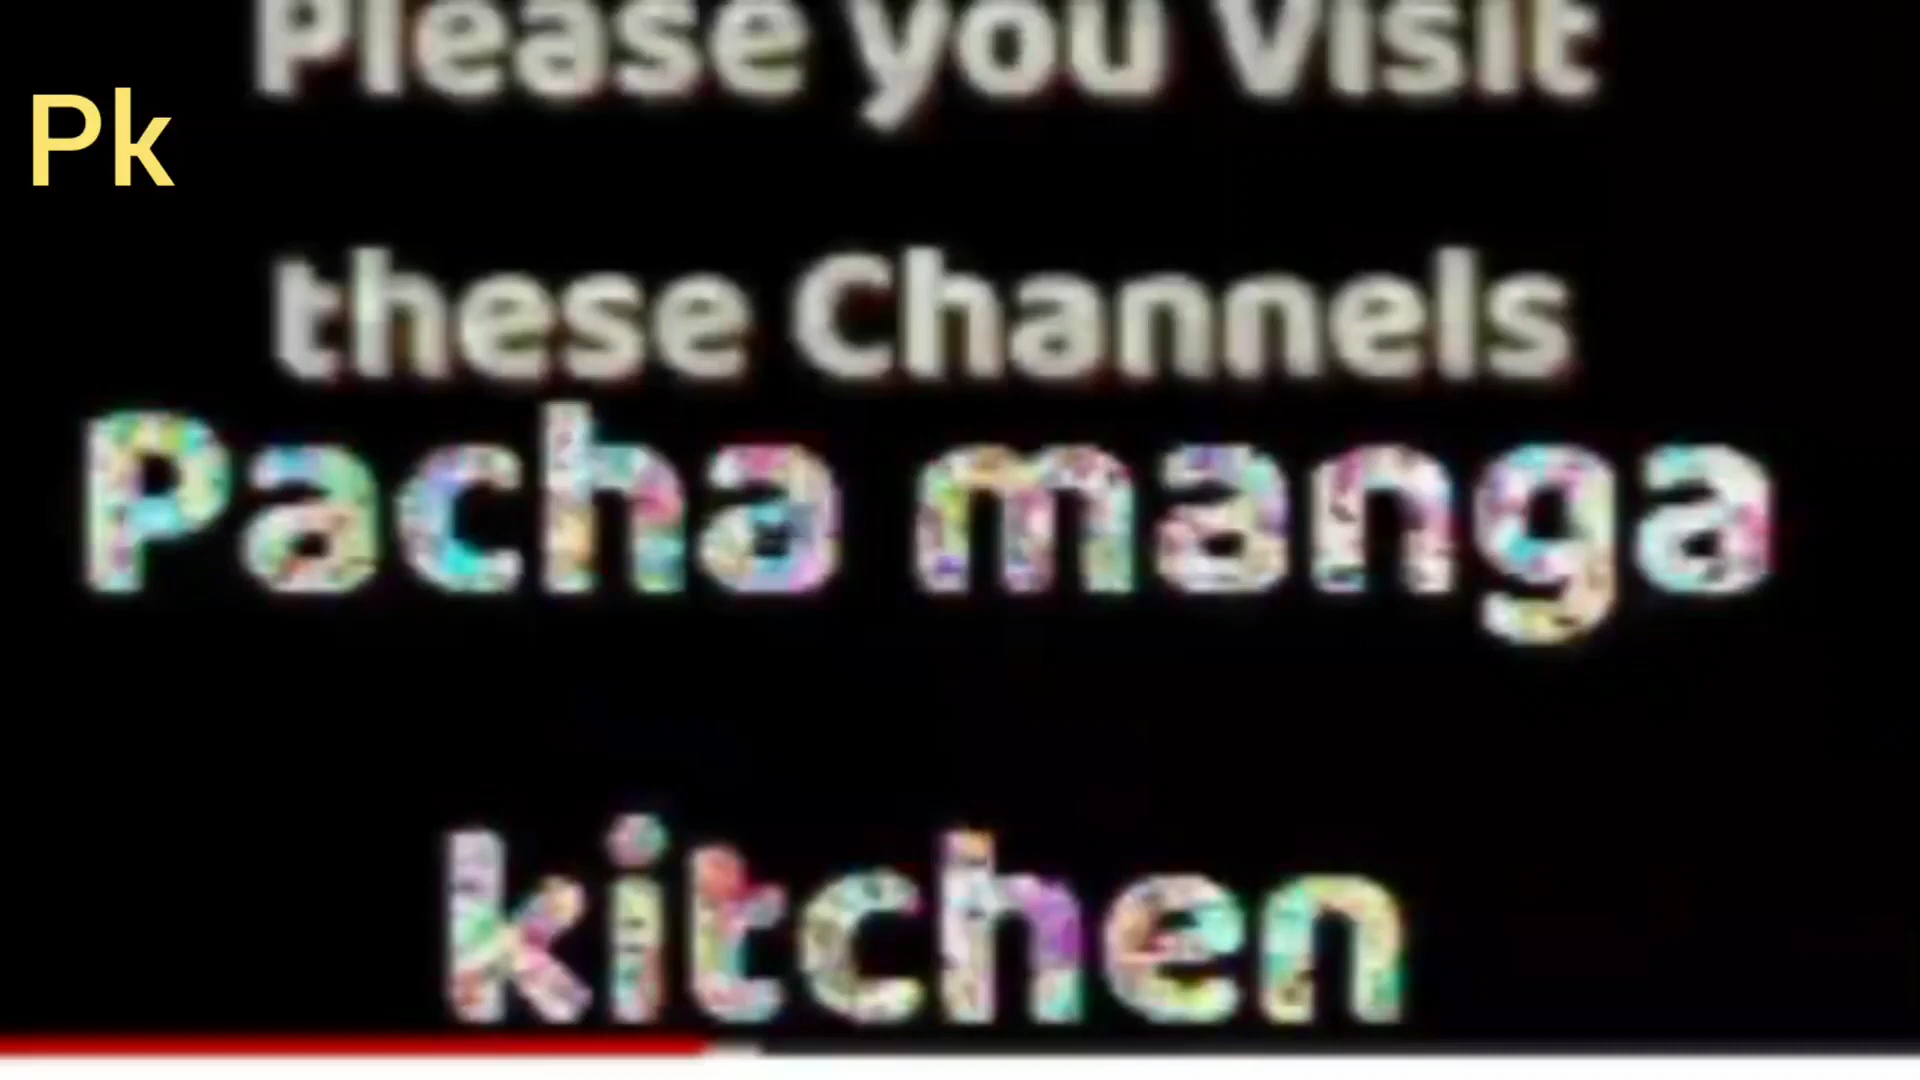 Please you Visit
Pk
these Channels
Pacha manga
kitchen